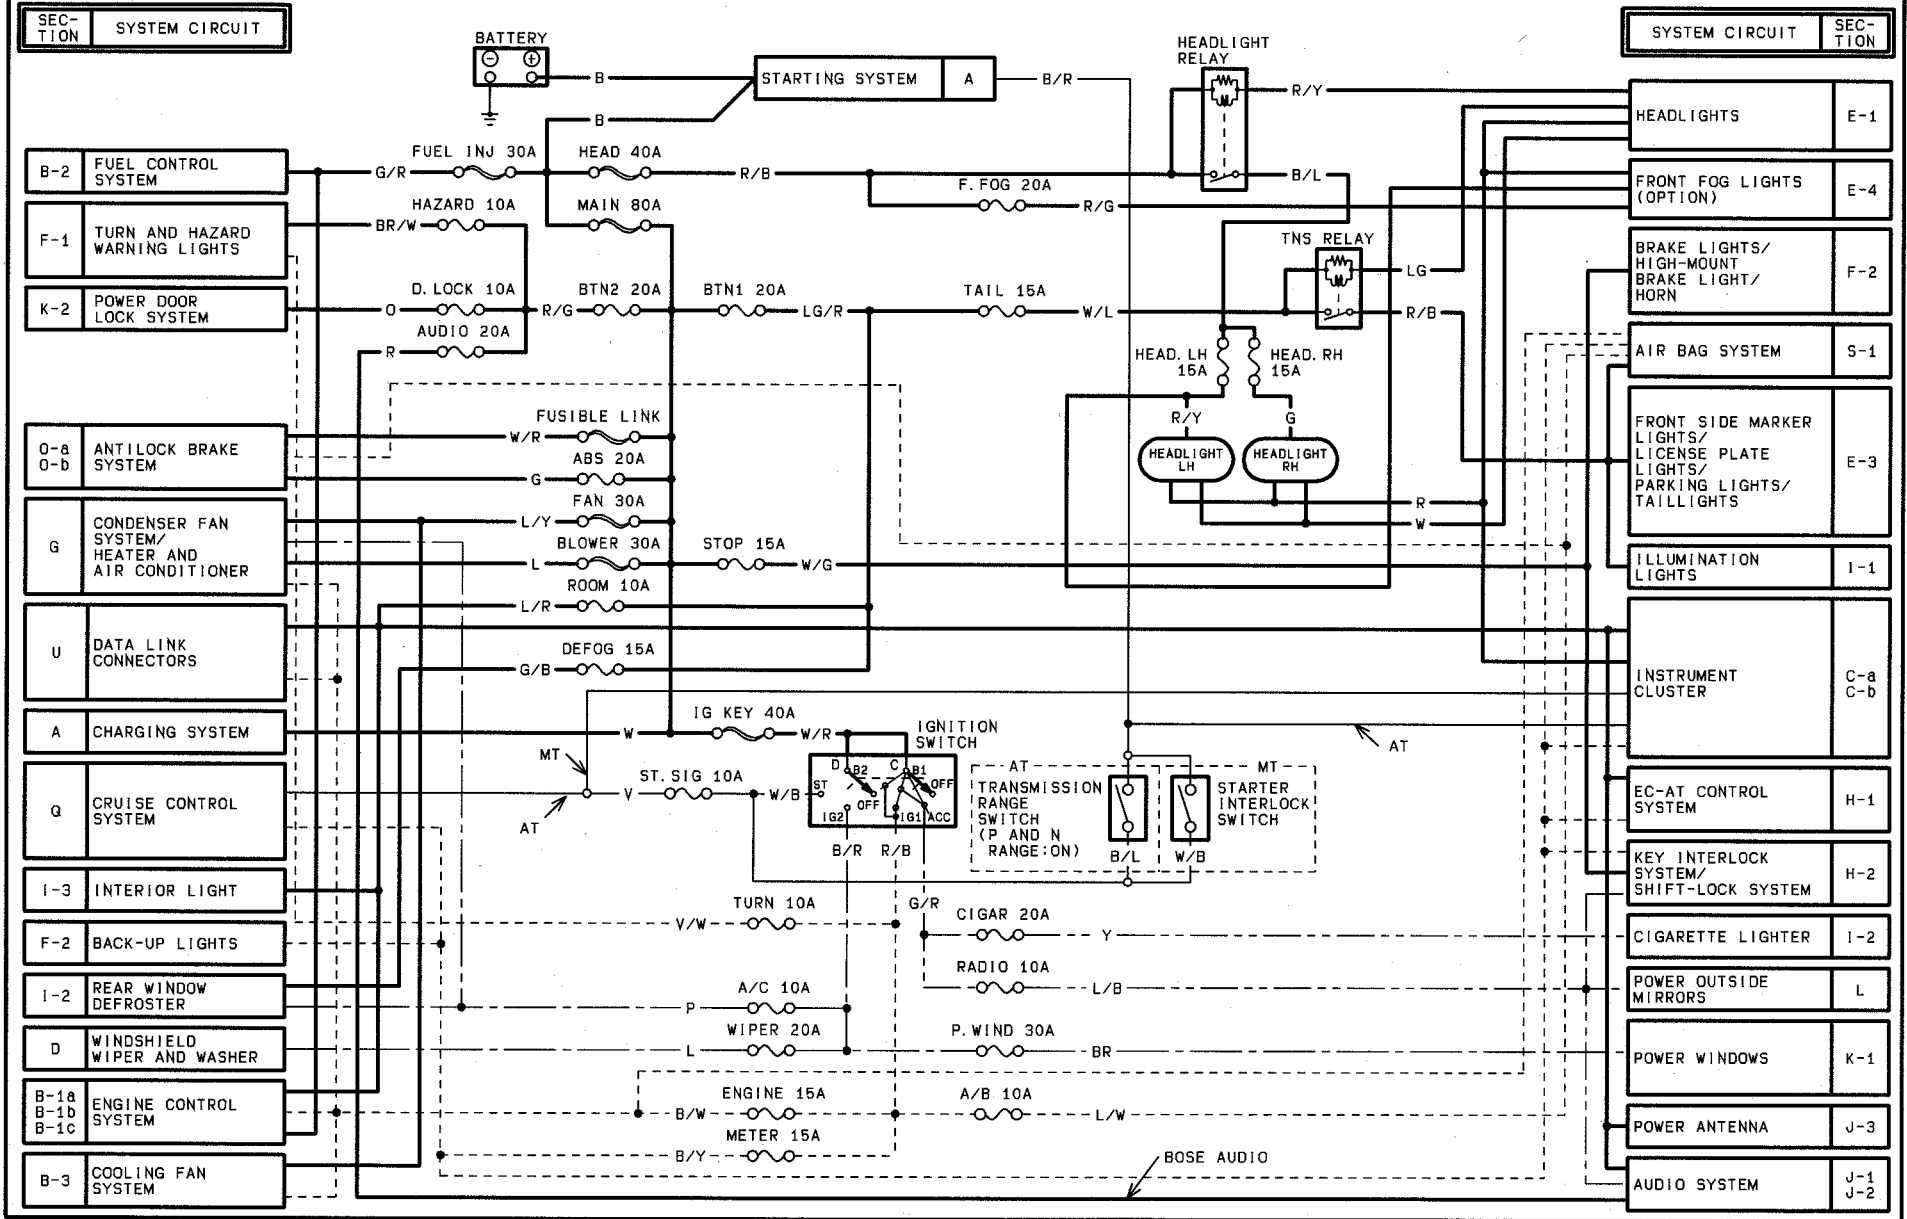 SEC-
TION
SYSTEM CIRCUIT
BATTERY
B
B
STARTING SYSTEM
A
B/R
HEADLIGHT
RELAY
R/Y
B/L
SYSTEM CIRCUIT
SEC-
TION
B-2
FUEL CONTROL
SYSTEM
G/R
FUEL INJ 30A
HEAD 40A
R/B
F.FOG 20A
R/G
F-1
TURN AND HAZARD
WARNING LIGHTS
BR/W
HAZARD 10A
MAIN 80A
K-2
POWER DOOR
LOCK SYSTEM
O
D.LOCK 10A
R/G
BTN2 20A
BTN1 20A
LG/R
TAIL 15A
W/L
TNS RELAY
LG
R/B
AUDIO 20A
R
HEAD.LH
15A
HEAD.RH
15A
R/Y
G
HEADLIGHT
LH
HEADLIGHT
RH
R
W
O-a
O-b
ANTILOCK BRAKE
SYSTEM
FUSIBLE LINK
W/R
ABS 20A
G
G
CONDENSER FAN
SYSTEM/
HEATER AND
AIR CONDITIONER
FAN 30A
L/Y
BLOWER 30A
L
STOP 15A
W/G
ROOM 10A
L/R
U
DATA LINK
CONNECTORS
DEFOG 15A
G/B
A
CHARGING SYSTEM
W
IG KEY 40A
W/R
IGNITION
SWITCH
D
B2
C
B1
OFF
ST
OFF
IG2
IG1
ACC
B/R
R/B
G/R
MT
AT
V
ST.SIG 10A
W/B
AT
MT
TRANSMISSION
RANGE
SWITCH
(P AND N
RANGE:ON)
B/L
W/B
STARTER
INTERLOCK
SWITCH
AT
Q
CRUISE CONTROL
SYSTEM
I-3
INTERIOR LIGHT
F-2
BACK-UP LIGHTS
V/W
TURN 10A
CIGAR 20A
Y
I-2
REAR WINDOW
DEFROSTER
P
A/C 10A
RADIO 10A
L/B
D
WINDSHIELD
WIPER AND WASHER
L
WIPER 20A
P.WIND 30A
BR
B-1a
B-1b
B-1c
ENGINE CONTROL
SYSTEM
B/W
ENGINE 15A
A/B 10A
L/W
B/Y
METER 15A
B-3
COOLING FAN
SYSTEM
BOSE AUDIO
HEADLIGHTS
E-1
FRONT FOG LIGHTS
(OPTION)
E-4
BRAKE LIGHTS/
HIGH-MOUNT
BRAKE LIGHT/
HORN
F-2
AIR BAG SYSTEM
S-1
FRONT SIDE MARKER
LIGHTS/
LICENSE PLATE
LIGHTS/
PARKING LIGHTS/
TAILLIGHTS
E-3
ILLUMINATION
LIGHTS
I-1
INSTRUMENT
CLUSTER
C-a
C-b
EC-AT CONTROL
SYSTEM
H-1
KEY INTERLOCK
SYSTEM/
SHIFT-LOCK SYSTEM
H-2
CIGARETTE LIGHTER
I-2
POWER OUTSIDE
MIRRORS
L
POWER WINDOWS
K-1
POWER ANTENNA
J-3
AUDIO SYSTEM
J-1
J-2